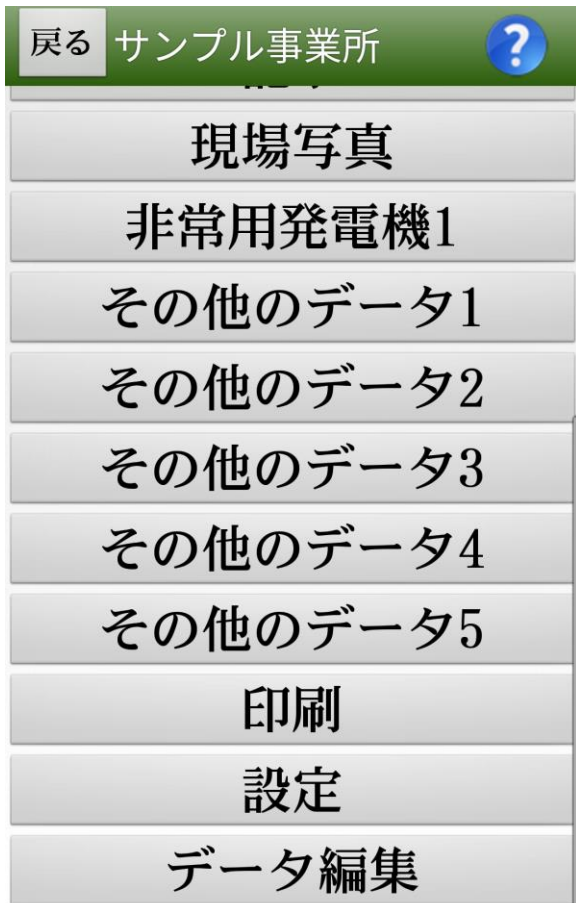 戻る サンプル事業所 ?
現場写真
非常用発電機1
その他のデータ1
その他のデータ2
その他のデータ3
その他のデータ4
その他のデータ5
印刷
設定
データ編集